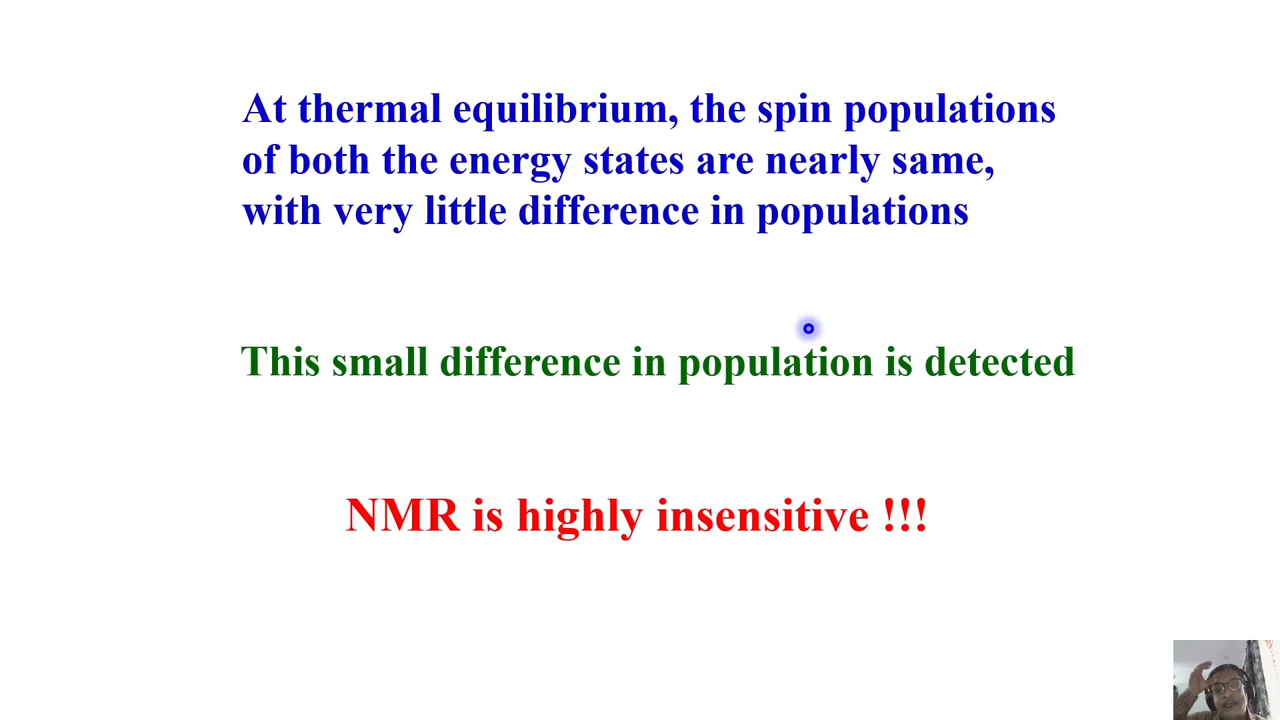 At thermal equilibrium, the spin populations
of both the energy states are nearly same,
with very little difference in populations
This small difference in population is detected
NMR is highly insensitive !!!